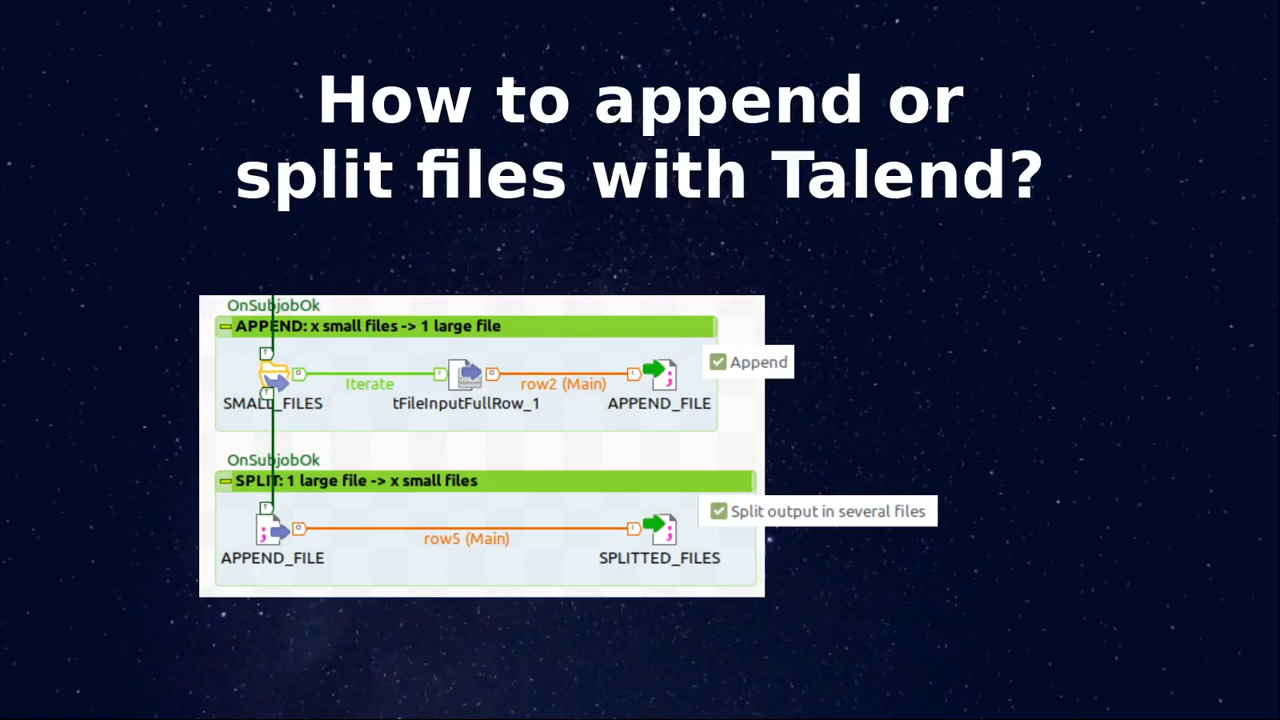 How to append or
split files with Talend?
OnSubjobOk
APPEND: x small files -> 1 large file
Append
Iterate
row2 (Main)
SMALL_FILES
tFileInputFullRow_1
APPEND_FILE
OnSubjobOk
SPLIT: 1 large file -> x small files
Split output in several files
row5 (Main)
APPEND_FILE
SPLITTED_FILES